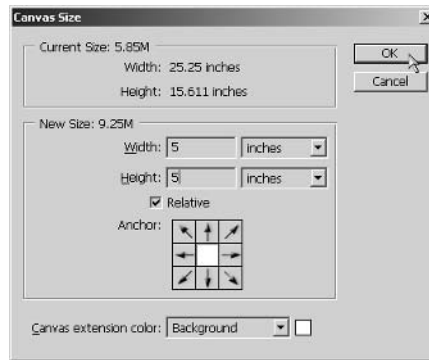 Canvas Size
Current Size: 5.85M
Width: 25.25 inches
Height: 15.611 inches
OK
Cancel
New Size: 9.25M
Width: 5 inches
Height: 5 inches
Relative
Anchor:
Canvas extension color: Background